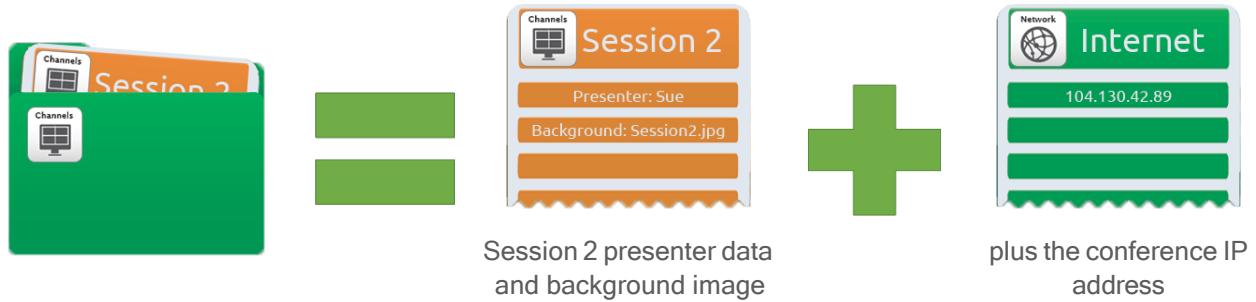 Channels
Session 2
Channels
Channels
Session 2
Presenter: Sue
Background: Session2.jpg
Network
Internet
104.130.42.89
Session 2 presenter data
and background image
plus the conference IP
address